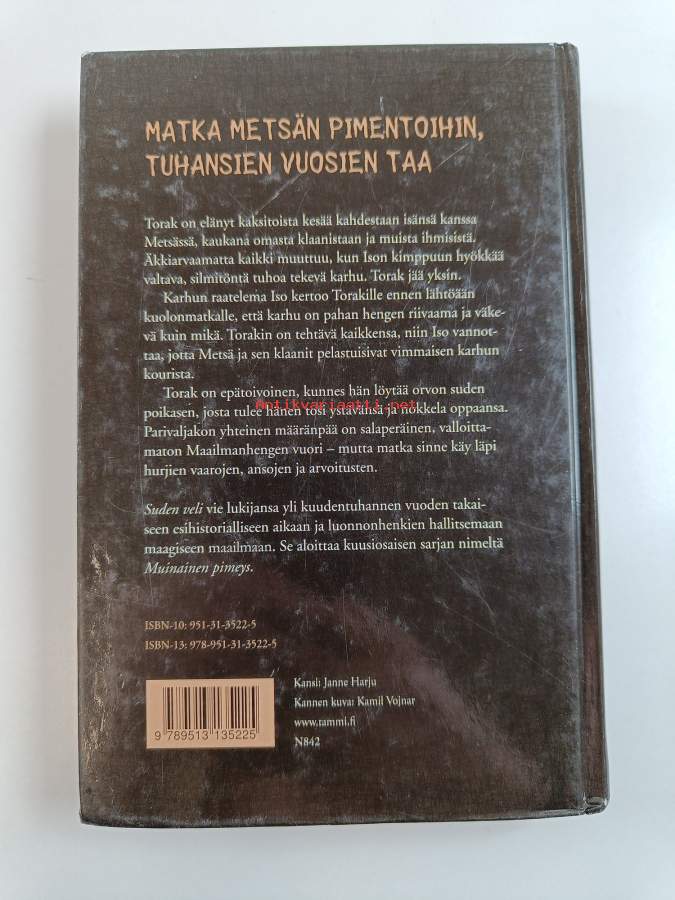 MATKA METSÄN PIMENTOIHIN,
TUHANSIEN VUOSIEN TAA
Torak on elänyt kaksitoista kesää kahdestaan isänsä kanssa
Metsässä, kaukana omasta klaanistaan ja muista ihmisistä.
Äkkiarvaamatta kaikki muuttuu, kun Ison kimppuun hyökkää
valtava, silmitöntä tuhoa tekevä karhu. Torak jää yksin.
Karhun raatelema Iso kertoo Torakille ennen lähtöään
kuolonmatkalle, että karhu on pahan hengen riivaama ja väke-
vä kuin mikä. Torakin on tehtävä kaikkensa, niin Iso vannot-
taa, jotta Metsä ja sen klaanit pelastuisivat vimmaisen karhun
kourista.
Torak on epätoivoinen, kunnes hän löytää orvon suden
poikasen, josta tulee hänen tosi ystävänsä ja nokkela oppaansa.
Antikvariaatti.net
Parivaljakon yhteinen määränpää on salaperäinen, valloitta-
maton Maailmanhengen vuori – mutta matka sinne käy läpi
hurjien vaarojen, ansojen ja arvoitusten.
Suden veli vie lukijansa yli kuudentuhannen vuoden takai-
seen esihistorialliseen aikaan ja luonnonhenkien hallitsemaan
maagiseen maailmaan. Se aloittaa kuusiosaisen sarjan nimeltä
Muinainen pimeys.
ISBN-10: 951-31-3522-5
ISBN-13: 978-951-31-3522-5
Kansi: Janne Harju
Kannen kuva: Kamil Vojnar
www.tammi.fi
N842
9 789513 135225